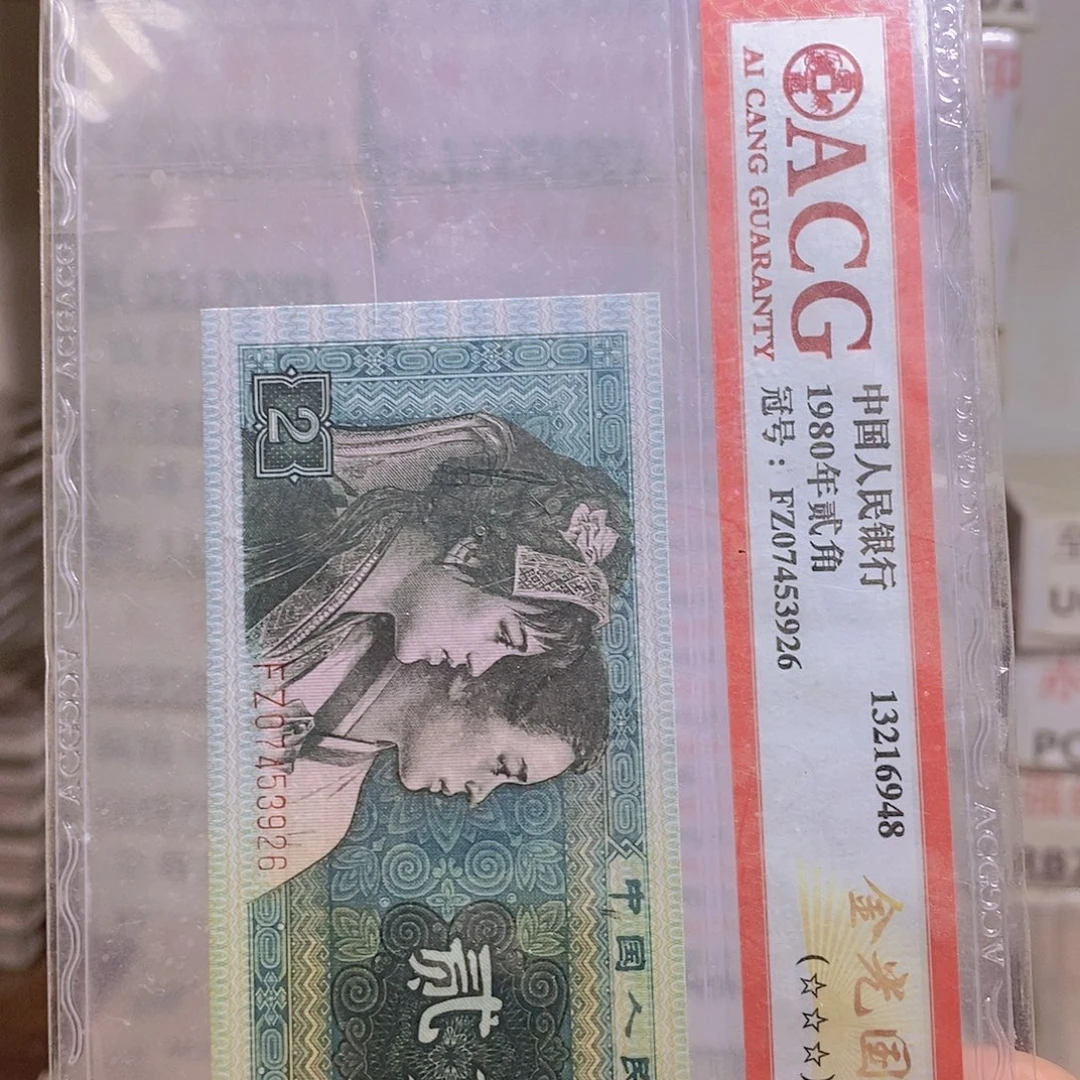 ACG
AI CANG GUARANTY
中国人民银行
1980年贰角
冠号：FZ07453926
13216948
金光国
(☆☆☆)
2
FZ07453926
中国人民
贰
ACGACG